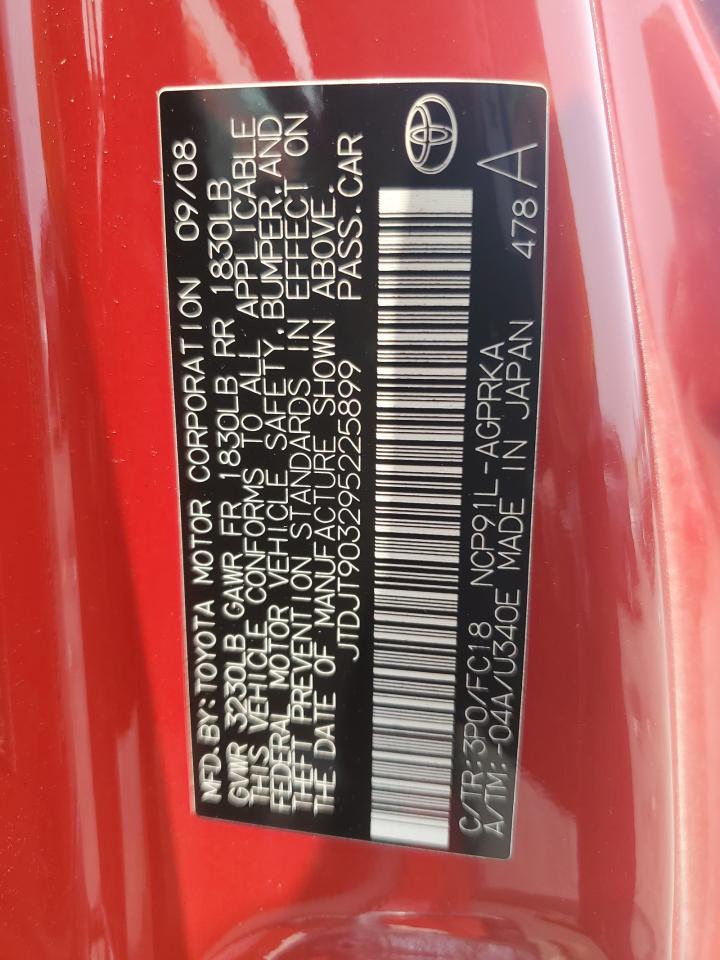 MFD.BY:TOYOTA MOTOR CORPORATION 09/08
GVWR 3230LB GAWR FR 1830LB RR 1830LB
THIS VEHICLE CONFORMS TO ALL APPLICABLE
FEDERAL MOTOR VEHICLE SAFETY.BUMPER.AND
THEFT PREVENTION STANDARDS IN EFFECT ON
THE DATE OF MANUFACTURE SHOWN ABOVE.
JTDJT903295225899 PASS.CAR
C/TR:3P0/FC18 NCP91L-AGPRKA 478 A
A/TM:-04A/U340E MADE IN JAPAN